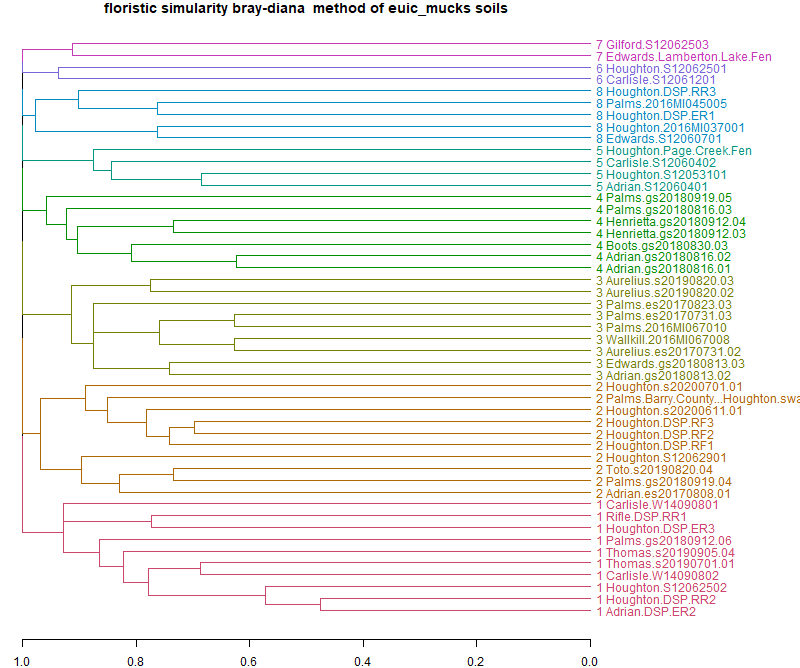 floristic simularity bray-diana method of euic_mucks soils
7 Gilford.S12062503
7 Edwards.Lamberton.Lake.Fen
6 Houghton.S12062501
6 Carlisle.S12061201
8 Houghton.DSP.RR3
8 Palms.2016MI045005
8 Houghton.DSP.ER1
8 Houghton.2016MI037001
8 Edwards.S12060701
5 Houghton.Page.Creek.Fen
5 Carlisle.S12060402
5 Houghton.S12053101
5 Adrian.S12060401
4 Palms.gs20180919.05
4 Palms.gs20180816.03
4 Henrietta.gs20180912.04
4 Henrietta.gs20180912.03
4 Boots.gs20180830.03
4 Adrian.gs20180816.02
4 Adrian.gs20180816.01
3 Aurelius.s20190820.03
3 Aurelius.s20190820.02
3 Palms.es20170823.03
3 Palms.es20170731.03
3 Palms.2016MI067010
3 Wallkill.2016MI067008
3 Aurelius.es20170731.02
3 Edwards.gs20180813.03
3 Adrian.gs20180813.02
2 Houghton.s20200701.01
2 Palms.Barry.County...Houghton.swa
2 Houghton.s20200611.01
2 Houghton.DSP.RF3
2 Houghton.DSP.RF2
2 Houghton.DSP.RF1
2 Houghton.S12062901
2 Toto.s20190820.04
2 Palms.gs20180919.04
2 Adrian.es20170808.01
1 Carlisle.W14090801
1 Rifle.DSP.RR1
1 Houghton.DSP.ER3
1 Palms.gs20180912.06
1 Thomas.s20190905.04
1 Thomas.s20190701.01
1 Carlisle.W14090802
1 Houghton.S12062502
1 Houghton.DSP.RR2
1 Adrian.DSP.ER2
1.0 0.8 0.6 0.4 0.2 0.0